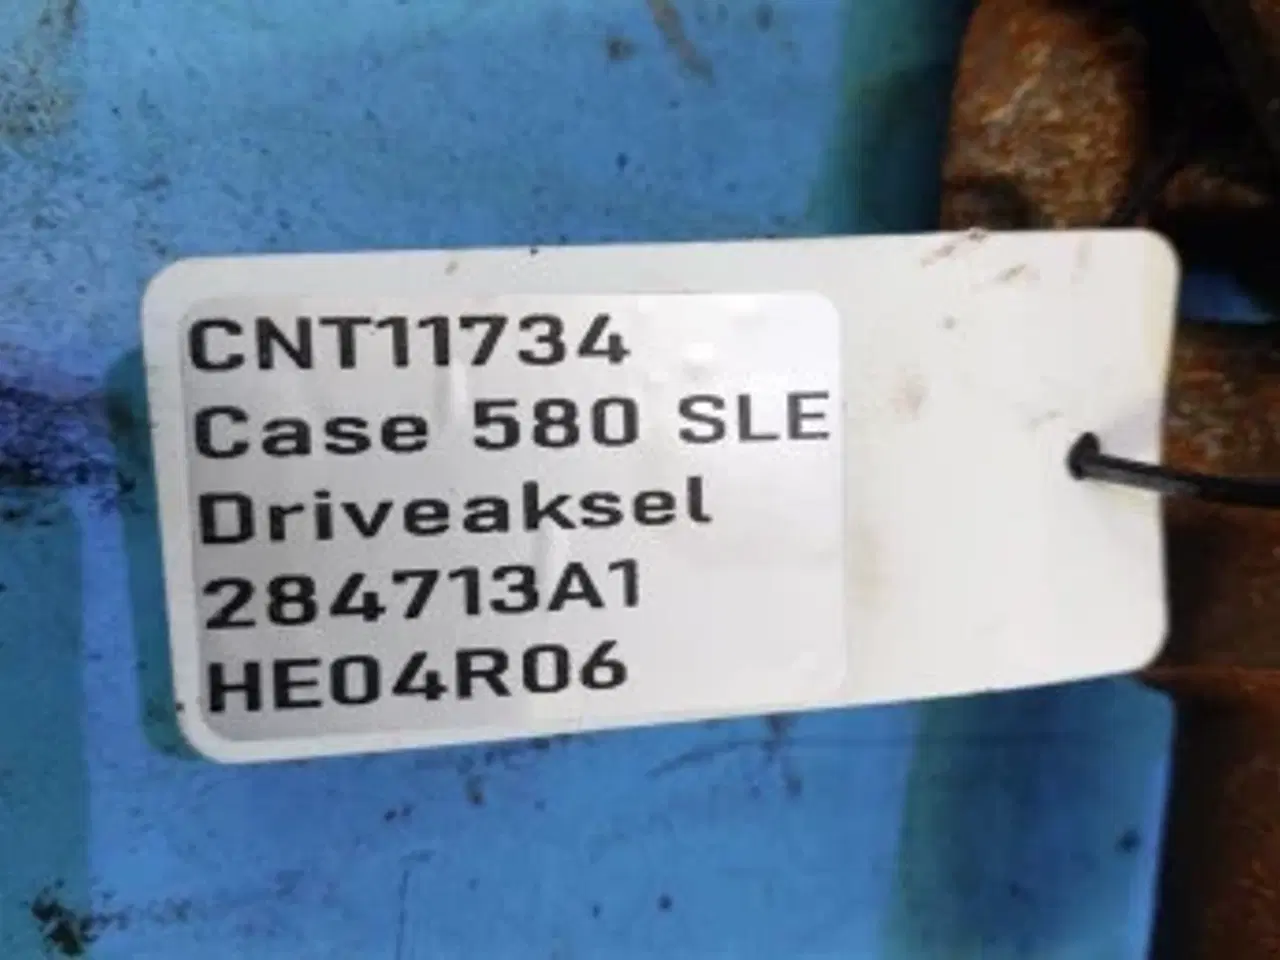 CNT11734
Case 580 SLE
Driveaksel
284713A1
HE04R06